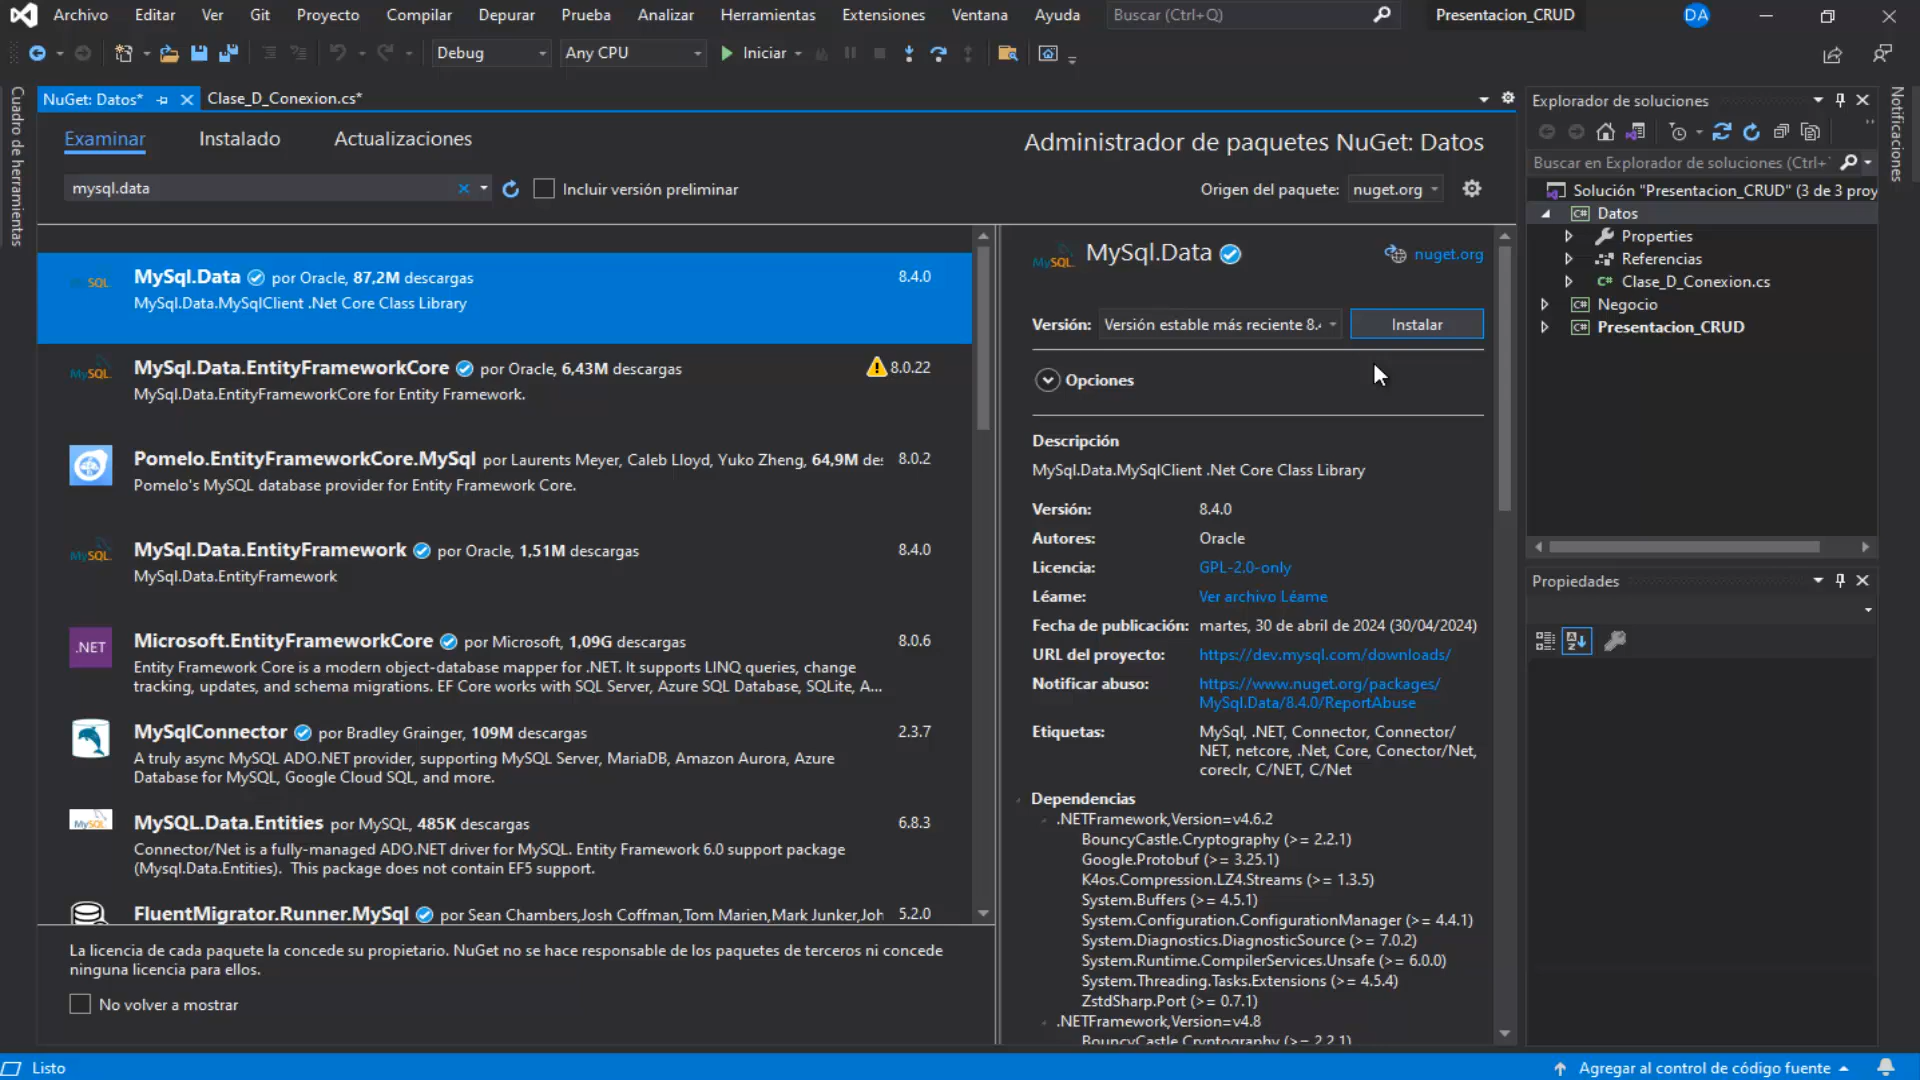 Archivo Editar Ver Git Proyecto Compilar Depurar Prueba Analizar Herramientas Extensiones Ventana Ayuda Buscar (Ctrl+Q) Presentacion_CRUD DA
Debug Any CPU Iniciar
Cuadro de herramientas
NuGet: Datos* Clase_D_Conexion.cs*
Examinar Instalado Actualizaciones
Administrador de paquetes NuGet: Datos
mysql.data
Incluir versión preliminar
Origen del paquete: nuget.org
MySql.Data por Oracle, 87,2M descargas 8.4.0
MySql.Data.MySqlClient .Net Core Class Library
MySql.Data.EntityFrameworkCore por Oracle, 6,43M descargas 8.0.22
MySql.Data.EntityFrameworkCore for Entity Framework.
Pomelo.EntityFrameworkCore.MySql por Laurents Meyer, Caleb Lloyd, Yuko Zheng, 64,9M des 8.0.2
Pomelo's MySQL database provider for Entity Framework Core.
MySql.Data.EntityFramework por Oracle, 1,51M descargas 8.4.0
MySql.Data.EntityFramework
.NET
Microsoft.EntityFrameworkCore por Microsoft, 1,09G descargas 8.0.6
Entity Framework Core is a modern object-database mapper for .NET. It supports LINQ queries, change
tracking, updates, and schema migrations. EF Core works with SQL Server, Azure SQL Database, SQLite, A...
MySqlConnector por Bradley Grainger, 109M descargas 2.3.7
A truly async MySQL ADO.NET provider, supporting MySQL Server, MariaDB, Amazon Aurora, Azure
Database for MySQL, Google Cloud SQL, and more.
MySQL.Data.Entities por MySQL, 485K descargas 6.8.3
Connector/Net is a fully-managed ADO.NET driver for MySQL. Entity Framework 6.0 support package
(Mysql.Data.Entities). This package does not contain EF5 support.
FluentMigrator.Runner.MySql por Sean Chambers,Josh Coffman,Tom Marien,Mark Junker,Joh 5.2.0
La licencia de cada paquete la concede su propietario. NuGet no se hace responsable de los paquetes de terceros ni concede
ninguna licencia para ellos.
No volver a mostrar
MySQL MySql.Data nuget.org
Versión: Versión estable más reciente 8.4 Instalar
Opciones
Descripción
MySql.Data.MySqlClient .Net Core Class Library
Versión: 8.4.0
Autores: Oracle
Licencia: GPL-2.0-only
Léame: Ver archivo Léame
Fecha de publicación: martes, 30 de abril de 2024 (30/04/2024)
URL del proyecto: https://dev.mysql.com/downloads/
Notificar abuso: https://www.nuget.org/packages/
MySql.Data/8.4.0/ReportAbuse
Etiquetas: MySql, .NET, Connector, Connector/
NET, netcore, .Net, Core, Conector/Net,
coreclr, C/NET, C/Net
Dependencias
.NETFramework,Version=v4.6.2
BouncyCastle.Cryptography (>= 2.2.1)
Google.Protobuf (>= 3.25.1)
K4os.Compression.LZ4.Streams (>= 1.3.5)
System.Buffers (>= 4.5.1)
System.Configuration.ConfigurationManager (>= 4.4.1)
System.Diagnostics.DiagnosticSource (>= 7.0.2)
System.Runtime.CompilerServices.Unsafe (>= 6.0.0)
System.Threading.Tasks.Extensions (>= 4.5.4)
ZstdSharp.Port (>= 0.7.1)
.NETFramework,Version=v4.8
BouncyCastle.Cryptography (>= 2.2.1)
Explorador de soluciones
Buscar en Explorador de soluciones (Ctrl+
Solución "Presentacion_CRUD" (3 de 3 proy
C# Datos
Properties
Referencias
C# Clase_D_Conexion.cs
C# Negocio
C# Presentacion_CRUD
Propiedades
Notificaciones
Listo
Agregar al control de código fuente